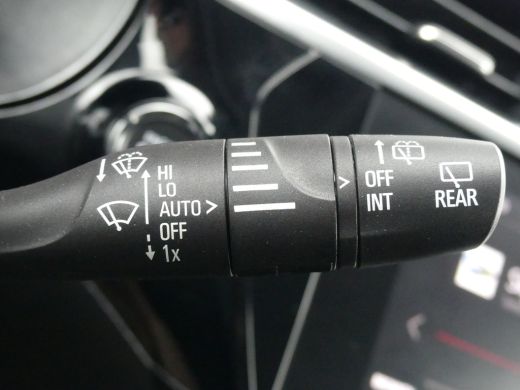 HI
LO
AUTO >
OFF
1x
>
OFF
INT
REAR